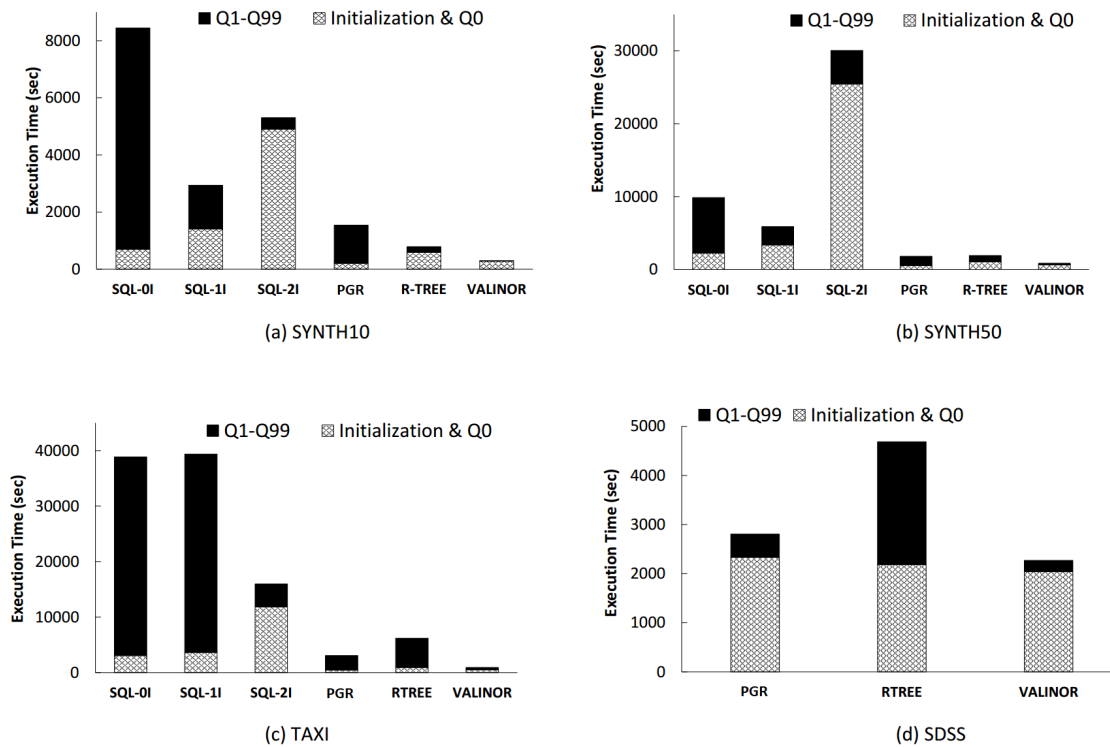 Q1-Q99 Initialization & Q0
8000
6000
4000
2000
0
Execution Time (sec)
SQL-0I SQL-1I SQL-2I PGR R-TREE VALINOR
(a) SYNTH10
Q1-Q99 Initialization & Q0
30000
20000
10000
0
Execution Time (sec)
SQL-0I SQL-1I SQL-2I PGR R-TREE VALINOR
(b) SYNTH50
Q1-Q99 Initialization & Q0
40000
30000
20000
10000
0
Execution Time (sec)
SQL-0I SQL-1I SQL-2I PGR RTREE VALINOR
(c) TAXI
Q1-Q99 Initialization & Q0
5000
4000
3000
2000
1000
0
Execution Time (sec)
PGR RTREE VALINOR
(d) SDSS